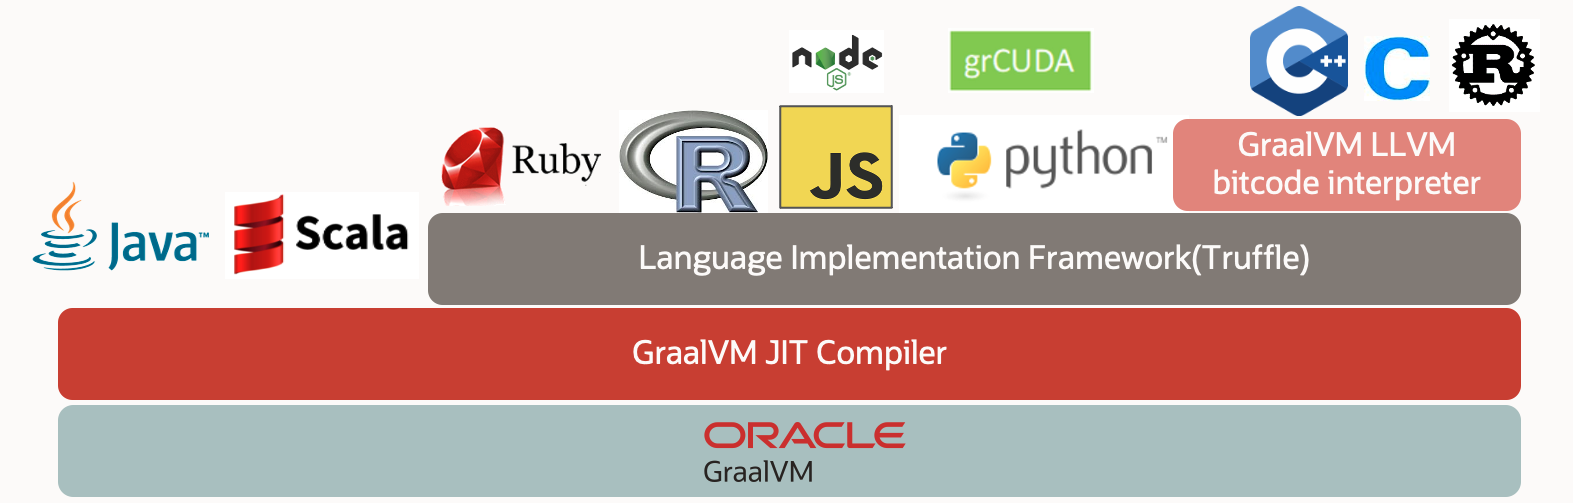 node
JS
grCUDA
C++
C
R
Ruby
R
JS
python™
GraalVM LLVM
bitcode interpreter
Java™
Scala
Language Implementation Framework(Truffle)
GraalVM JIT Compiler
ORACLE
GraalVM